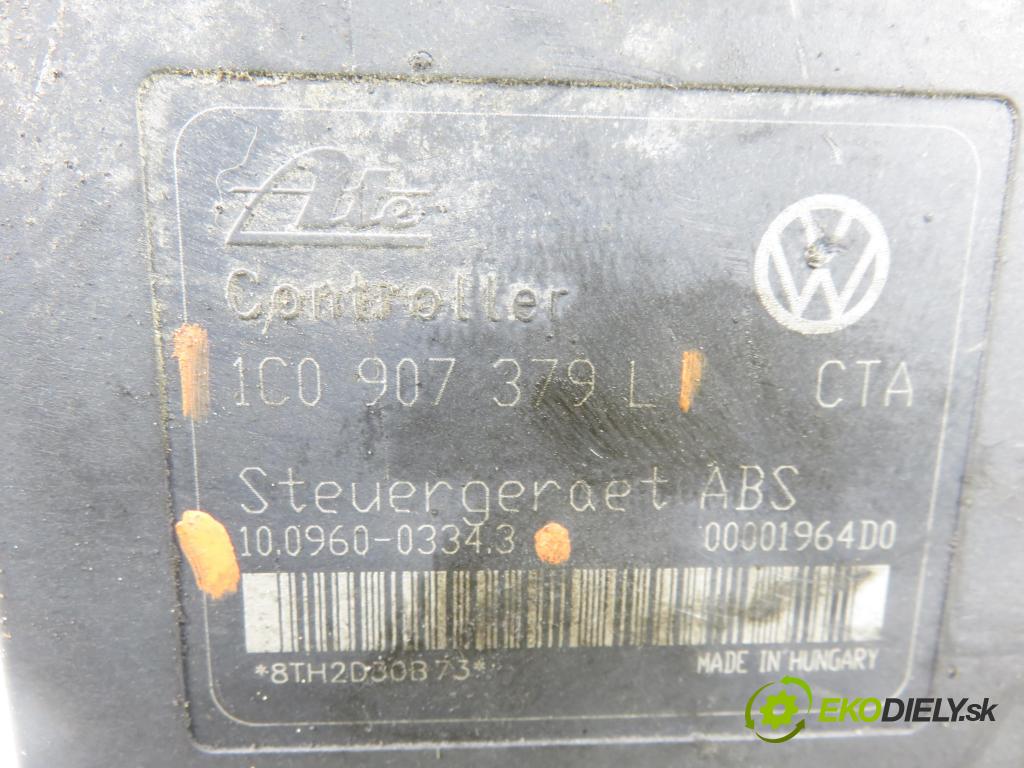 Ate
Controller
1C0 907 379 L CTA
Steuergeraet ABS
10.0960-0334.3 00001964D0
*8TH2D30B73*
MADE IN HUNGARY
EKODIELY.sk